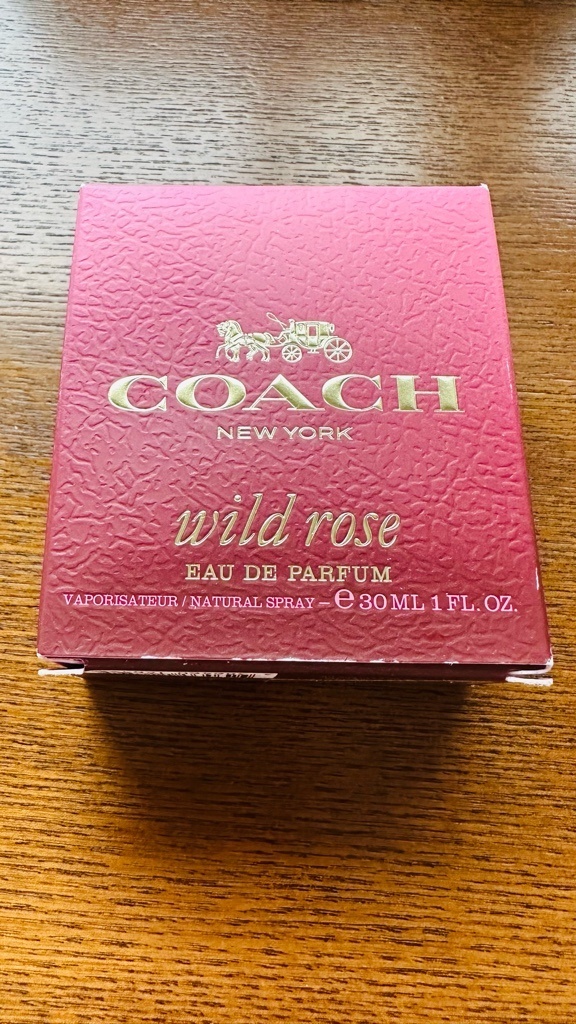 COACH
NEW YORK
wild rose
EAU DE PARFUM
VAPORISATEUR / NATURAL SPRAY – ℮ 30 ML 1 FL. OZ.